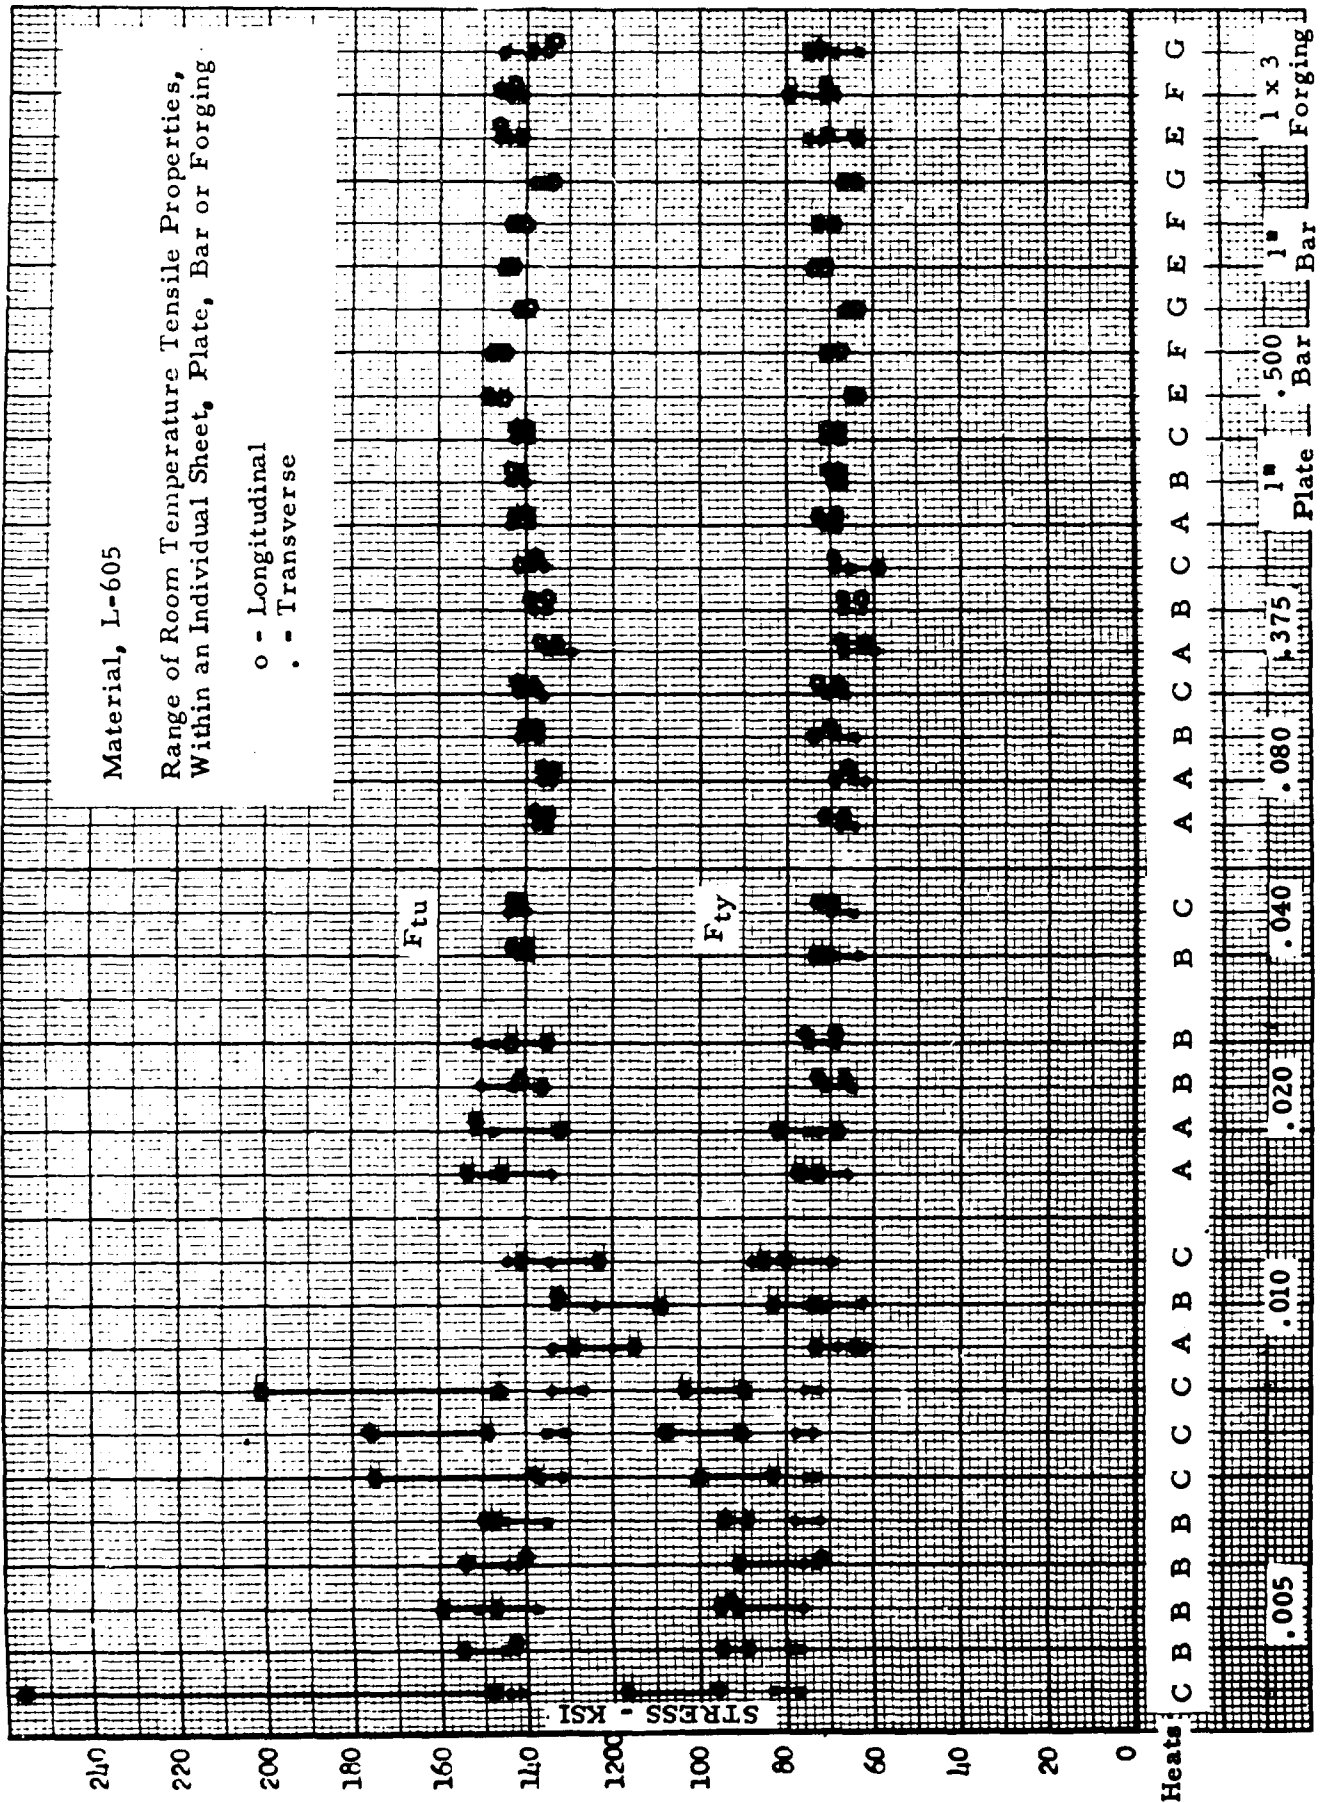 Material, L-605
Range of Room Temperature Tensile Properties,
Within an Individual Sheet, Plate, Bar or Forging
o - Longitudinal
. - Transverse
Ftu
Fty
STRESS - KSI
240
220
200
180
160
140
1200
100
80
60
40
20
0
Heats C B B B B C C C A B C A A B B B C A A B C A B C A B C E F G E F G E F G
.005 .010 .020 .040 .080 .375 1" .500 1" 1 x 3
Plate Plate Bar Bar Forging